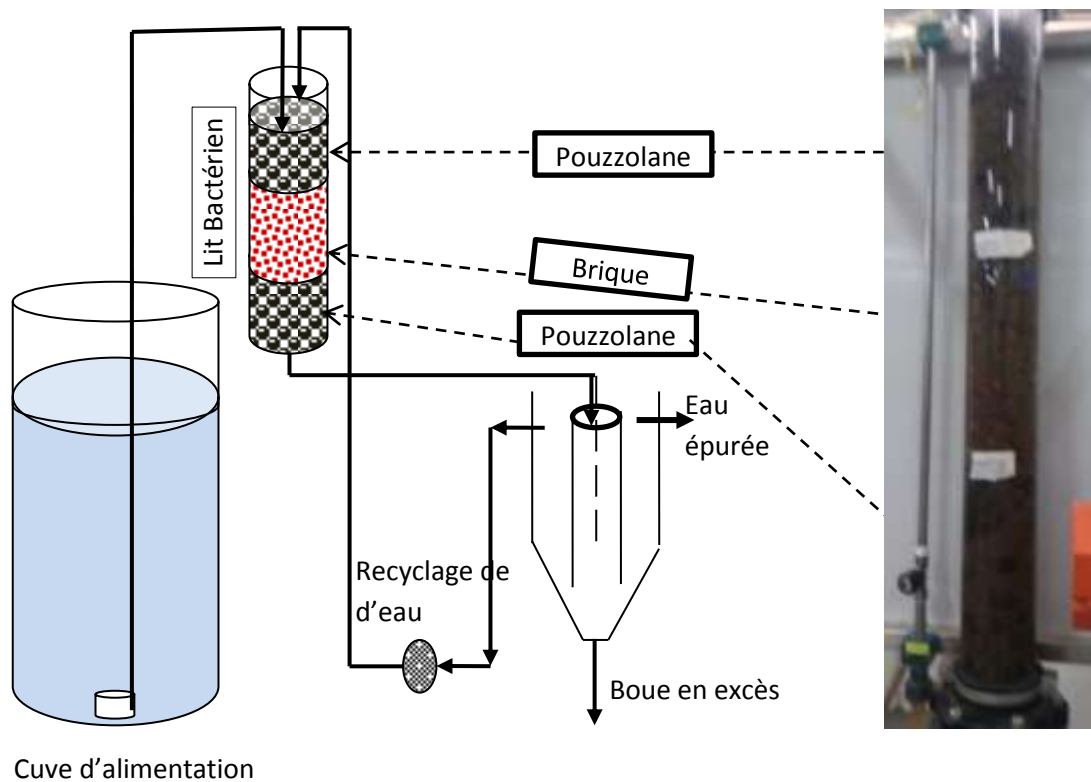 Lit Bactérien
Pouzzolane
Brique
Pouzzolane
Eau
épurée
Recyclage de
d’eau
Boue en excès
Cuve d’alimentation